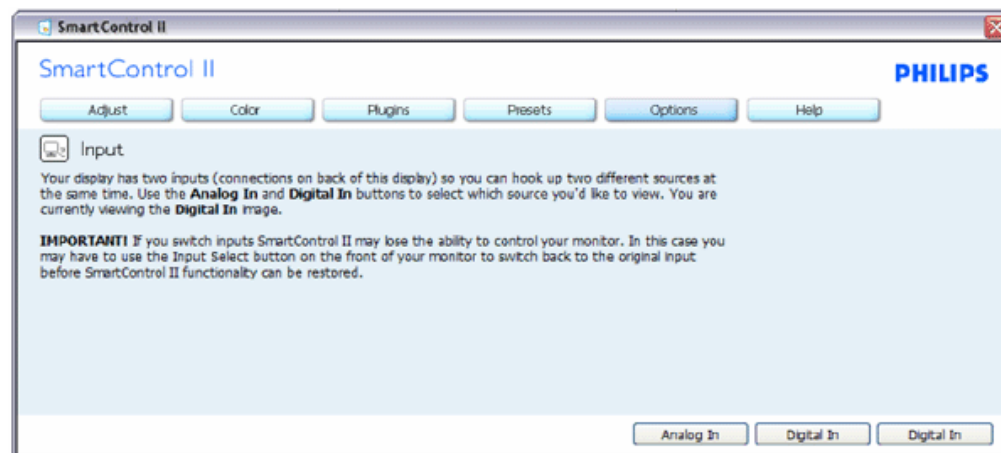 SmartControl II
SmartControl II
PHILIPS
Adjust Color Plugins Presets Options Help
Input
Your display has two inputs (connections on back of this display) so you can hook up two different sources at
the same time. Use the Analog In and Digital In buttons to select which source you'd like to view. You are
currently viewing the Digital In image.
IMPORTANT! If you switch inputs SmartControl II may lose the ability to control your monitor. In this case you
may have to use the Input Select button on the front of your monitor to switch back to the original input
before SmartControl II functionality can be restored.
Analog In Digital In Digital In